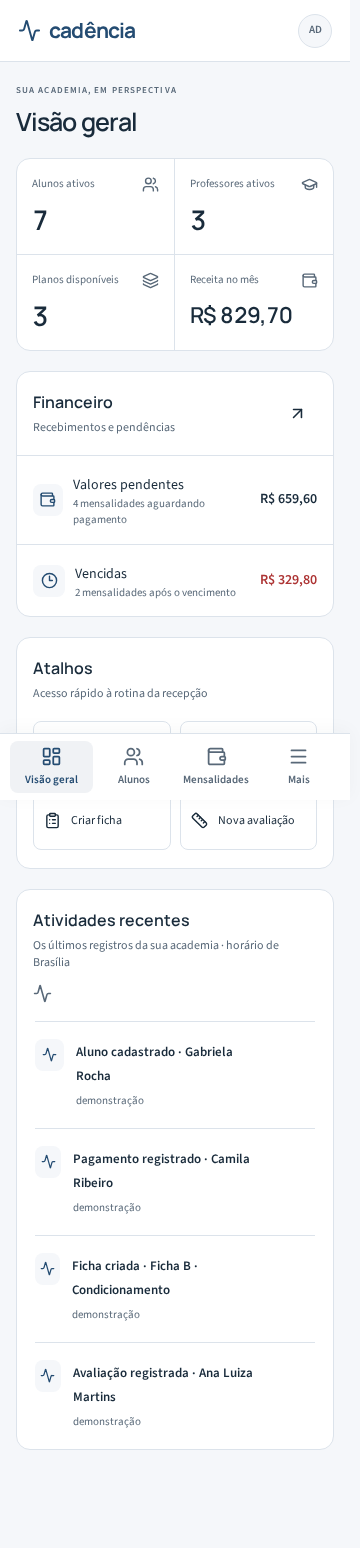 cadência
AD
SUA ACADEMIA, EM PERSPECTIVA
Visão geral
Alunos ativos
7
Professores ativos
3
Planos disponíveis
3
Receita no mês
R$ 829,70
Financeiro
Recebimentos e pendências
Valores pendentes
4 mensalidades aguardando
pagamento
R$ 659,60
Vencidas
2 mensalidades após o vencimento
R$ 329,80
Atalhos
Acesso rápido à rotina da recepção
Visão geral
Alunos
Mensalidades
Mais
Criar ficha
Nova avaliação
Atividades recentes
Os últimos registros da sua academia · horário de
Brasília
Aluno cadastrado · Gabriela
Rocha
demonstração
Pagamento registrado · Camila
Ribeiro
demonstração
Ficha criada · Ficha B ·
Condicionamento
demonstração
Avaliação registrada · Ana Luiza
Martins
demonstração